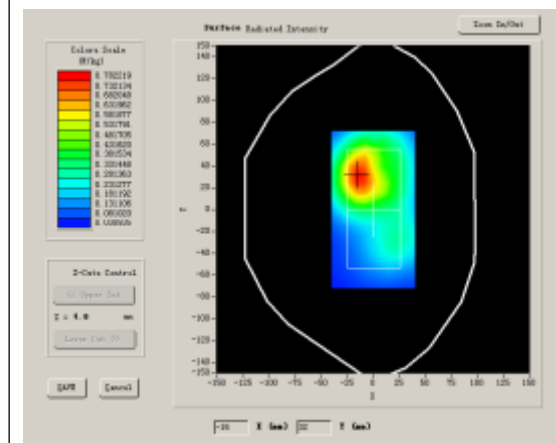 Surface Radiated Intensity
Zoom In/Out
Colors Scale
(W/kg)
0.782219
0.732134
0.682048
0.631962
0.581877
0.531791
0.481706
0.431620
0.381534
0.331449
0.281363
0.231277
0.181192
0.131106
0.081020
Z-Cuts Control
<< Upper Cut
Z = 4.0 mm
Lower Cut >>
SAVE
Cancel
150
140
120
100
80
60
40
20
0
-20
-40
-60
-80
-100
-120
-140
-150
Y
-150 -125 -100 -75 -50 -25 0 25 50 75 100 125 150
X
-16 X (mm) 32 Y (mm)